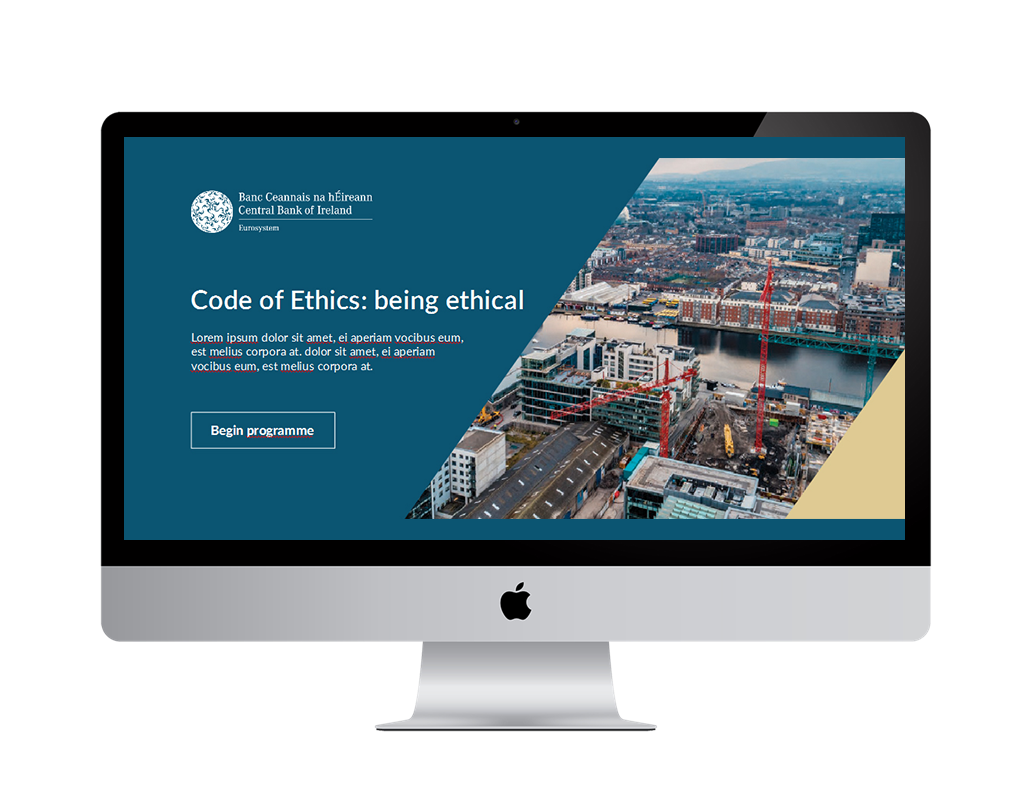 Banc Ceannais na hÉireann
Central Bank of Ireland
Eurosystem
Code of Ethics: being ethical
Lorem ipsum dolor sit amet, ei aperiam vocibus eum,
est melius corpora at. dolor sit amet, ei aperiam
vocibus eum, est melius corpora at.
Begin programme